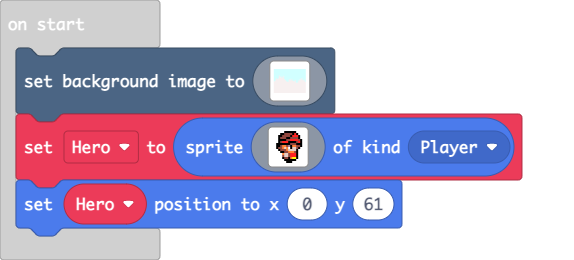 on start
set background image to
set Hero to sprite of kind Player
set Hero position to x 0 y 61